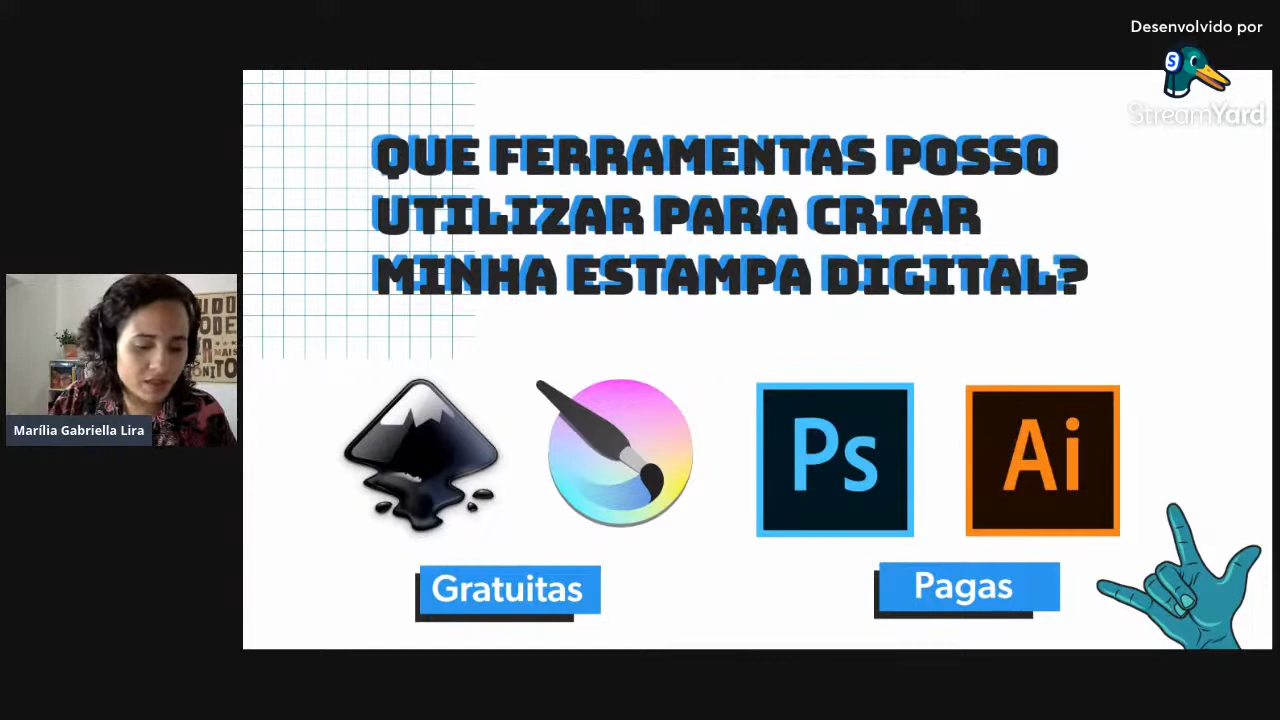 Desenvolvido por
StreamYard
QUE FERRAMENTAS POSSO
UTILIZAR PARA CRIAR
MINHA ESTAMPA DIGITAL?
Ps
Ai
Gratuitas
Pagas
MAIS
Marília Gabriella Lira